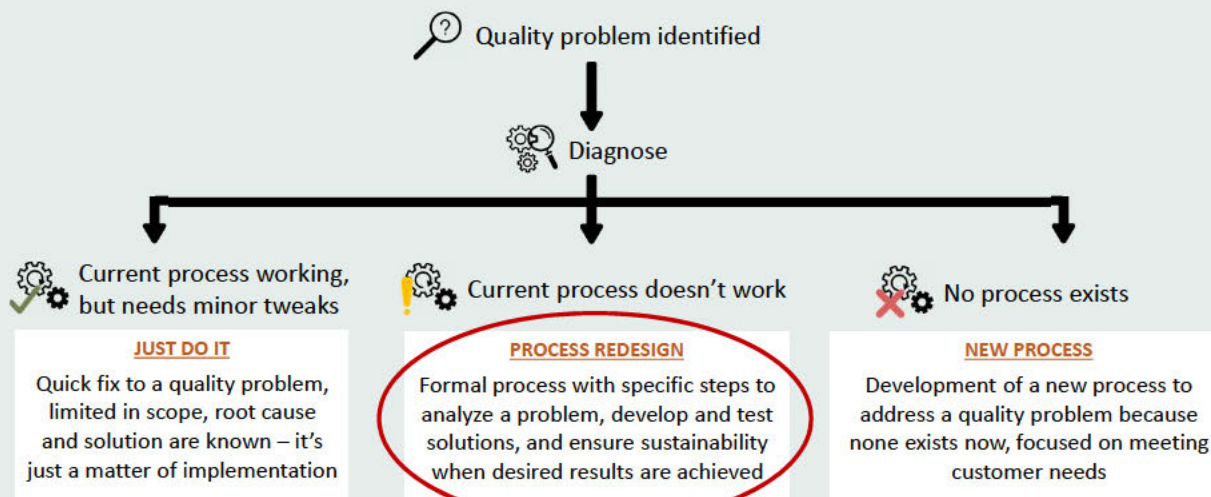 ?
Quality problem identified
Diagnose
Current process working,
but needs minor tweaks
JUST DO IT
Quick fix to a quality problem,
limited in scope, root cause
and solution are known – it's
just a matter of implementation
Current process doesn't work
PROCESS REDESIGN
Formal process with specific steps to
analyze a problem, develop and test
solutions, and ensure sustainability
when desired results are achieved
No process exists
NEW PROCESS
Development of a new process to
address a quality problem because
none exists now, focused on meeting
customer needs